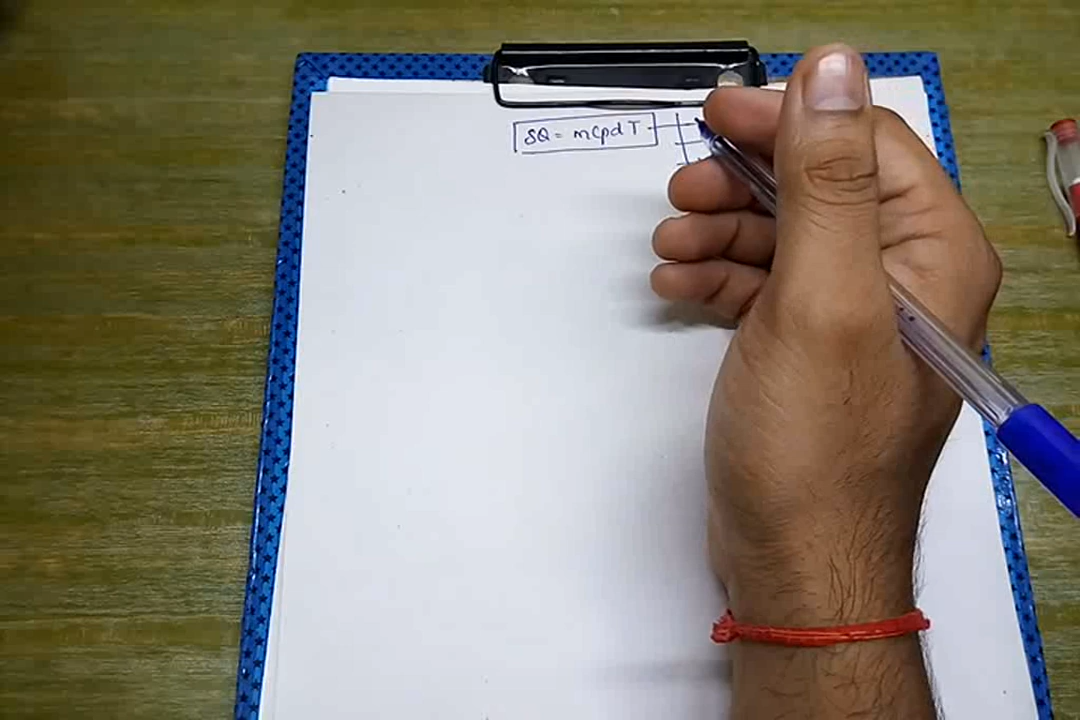 δQ = mCpdT